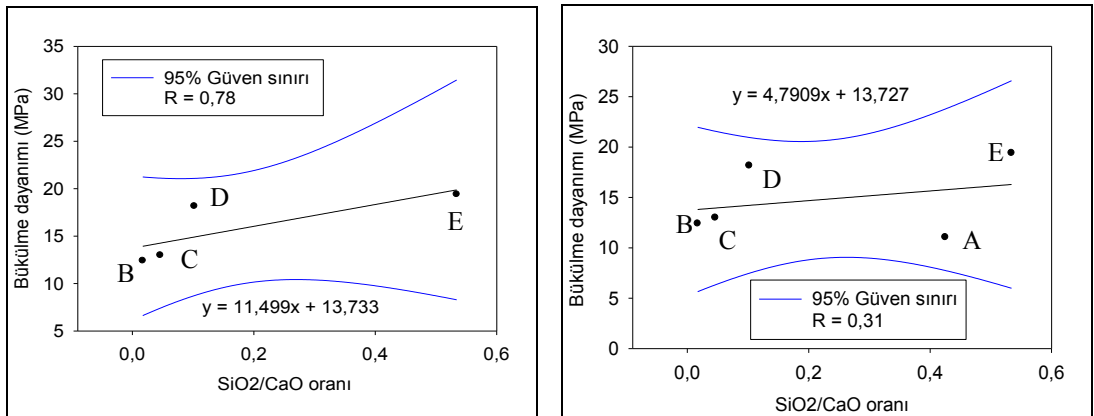 35
30
25
20
15
10
5
Bükülme dayanımı (MPa)
95% Güven sınırı
R = 0,78
D
E
B
C
y = 11,499x + 13,733
0,0
0,2
0,4
0,6
SiO2/CaO oranı
30
25
20
15
10
5
0
Bükülme dayanımı (MPa)
y = 4,7909x + 13,727
E
D
B
C
A
95% Güven sınırı
R = 0,31
0,0
0,2
0,4
0,6
SiO2/CaO oranı